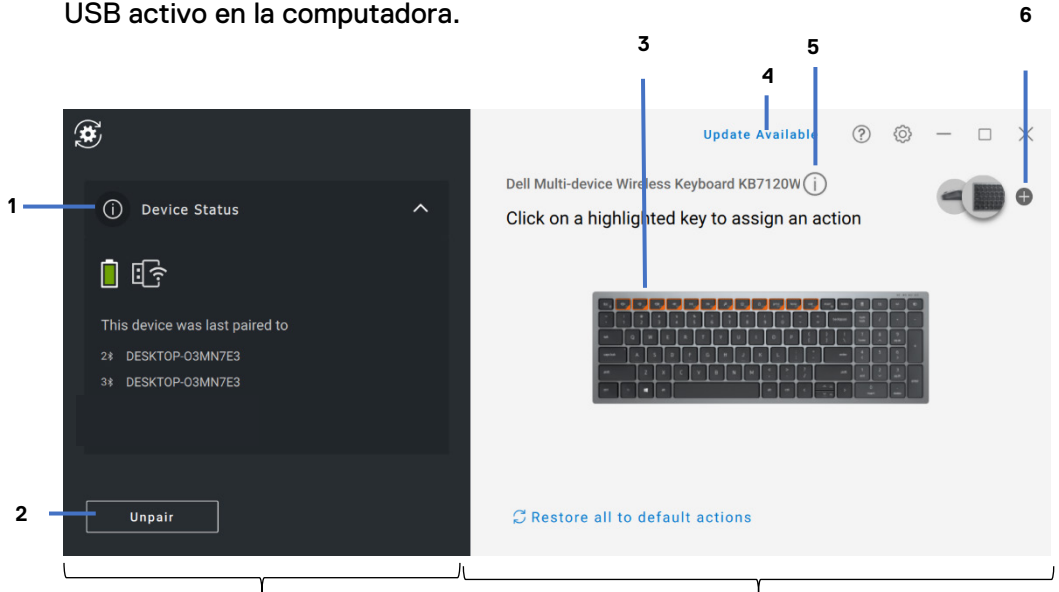 USB activo en la computadora.
6
3
5
4
Update Available
Dell Multi-device Wireless Keyboard KB7120W
1
Device Status
Click on a highlighted key to assign an action
This device was last paired to
2 DESKTOP-O3MN7E3
3 DESKTOP-O3MN7E3
2
Unpair
Restore all to default actions